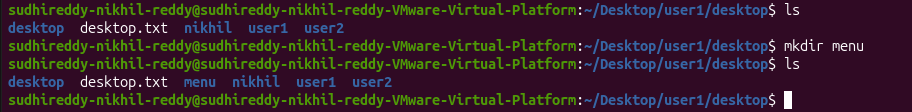 sudhireddy-nikhil-reddy@sudhireddy-nikhil-reddy-VMware-Virtual-Platform:~/Desktop/user1/desktop$ ls
desktop  desktop.txt  nikhil  user1  user2
sudhireddy-nikhil-reddy@sudhireddy-nikhil-reddy-VMware-Virtual-Platform:~/Desktop/user1/desktop$ mkdir menu
sudhireddy-nikhil-reddy@sudhireddy-nikhil-reddy-VMware-Virtual-Platform:~/Desktop/user1/desktop$ ls
desktop  desktop.txt  menu  nikhil  user1  user2
sudhireddy-nikhil-reddy@sudhireddy-nikhil-reddy-VMware-Virtual-Platform:~/Desktop/user1/desktop$